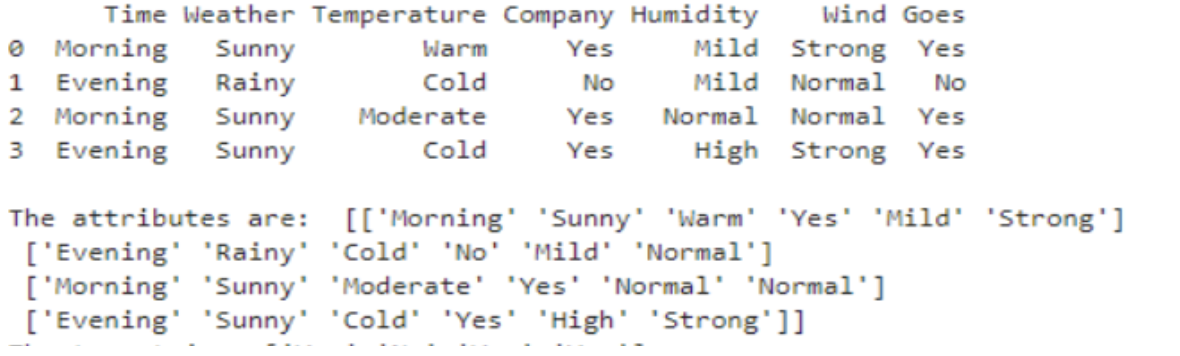 Time Weather Temperature Company Humidity Wind Goes
0 Morning Sunny Warm Yes Mild Strong Yes
1 Evening Rainy Cold No Mild Normal No
2 Morning Sunny Moderate Yes Normal Normal Yes
3 Evening Sunny Cold Yes High Strong Yes
The attributes are: [['Morning' 'Sunny' 'Warm' 'Yes' 'Mild' 'Strong']
['Evening' 'Rainy' 'Cold' 'No' 'Mild' 'Normal']
['Morning' 'Sunny' 'Moderate' 'Yes' 'Normal' 'Normal']
['Evening' 'Sunny' 'Cold' 'Yes' 'High' 'Strong']]